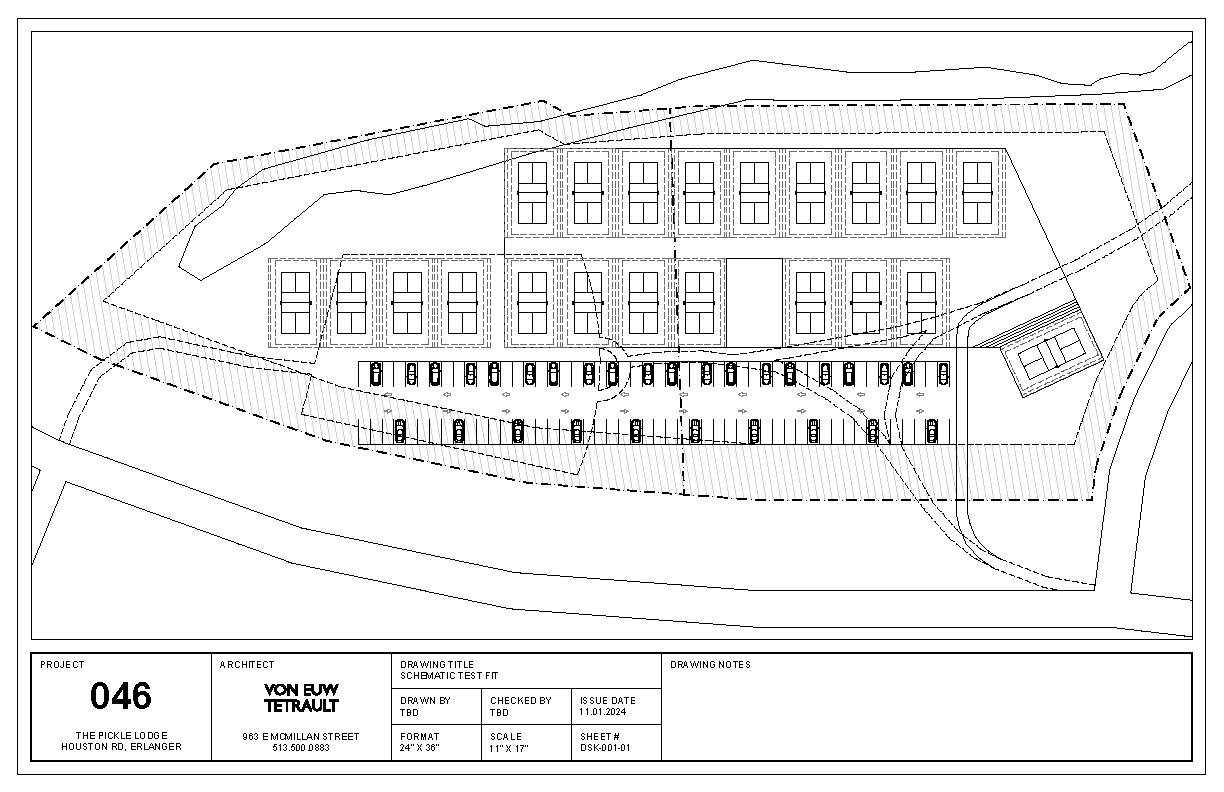 PROJECT
046
THE PICKLE LODGE
HOUSTON RD, ERLANGER
ARCHITECT
VON EUW
TETRAULT
963 E MCMILLAN STREET
513.500.0883
DRAWING TITLE
SCHEMATIC TEST FIT
DRAWN BY
TBD
CHECKED BY
TBD
ISSUE DATE
11.01.2024
FORMAT
24" X 36"
SCALE
11" X 17"
SHEET #
DSK-001-01
DRAWING NOTES